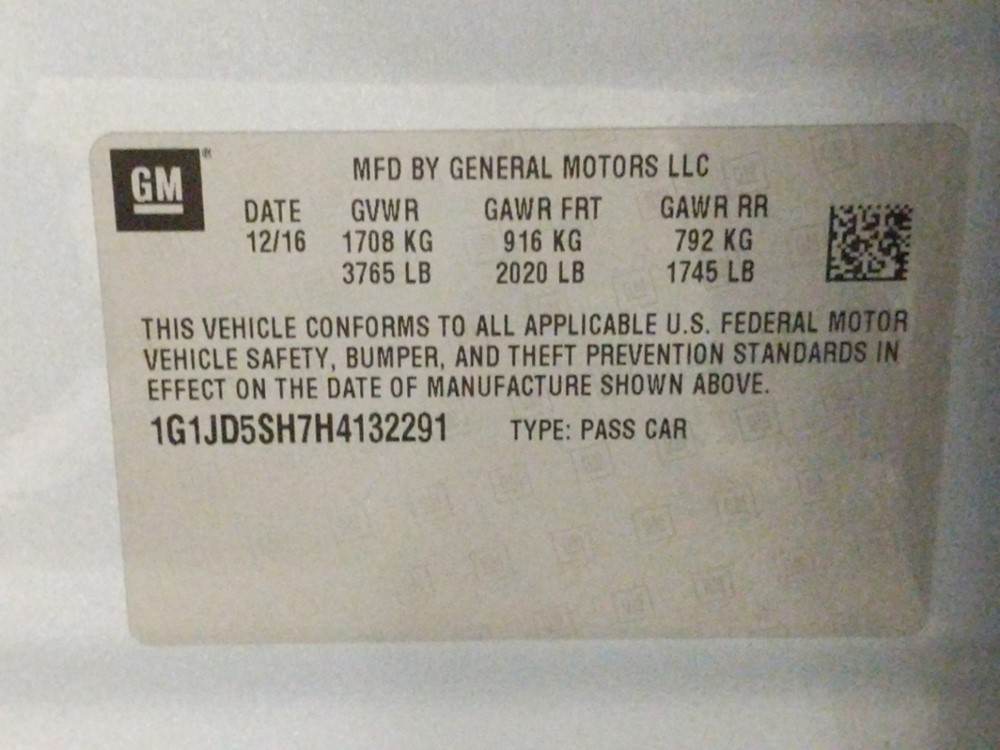 GM®
MFD BY GENERAL MOTORS LLC
DATE GVWR GAWR FRT GAWR RR
12/16 1708 KG 916 KG 792 KG
3765 LB 2020 LB 1745 LB
THIS VEHICLE CONFORMS TO ALL APPLICABLE U.S. FEDERAL MOTOR
VEHICLE SAFETY, BUMPER, AND THEFT PREVENTION STANDARDS IN
EFFECT ON THE DATE OF MANUFACTURE SHOWN ABOVE.
1G1JD5SH7H4132291 TYPE: PASS CAR